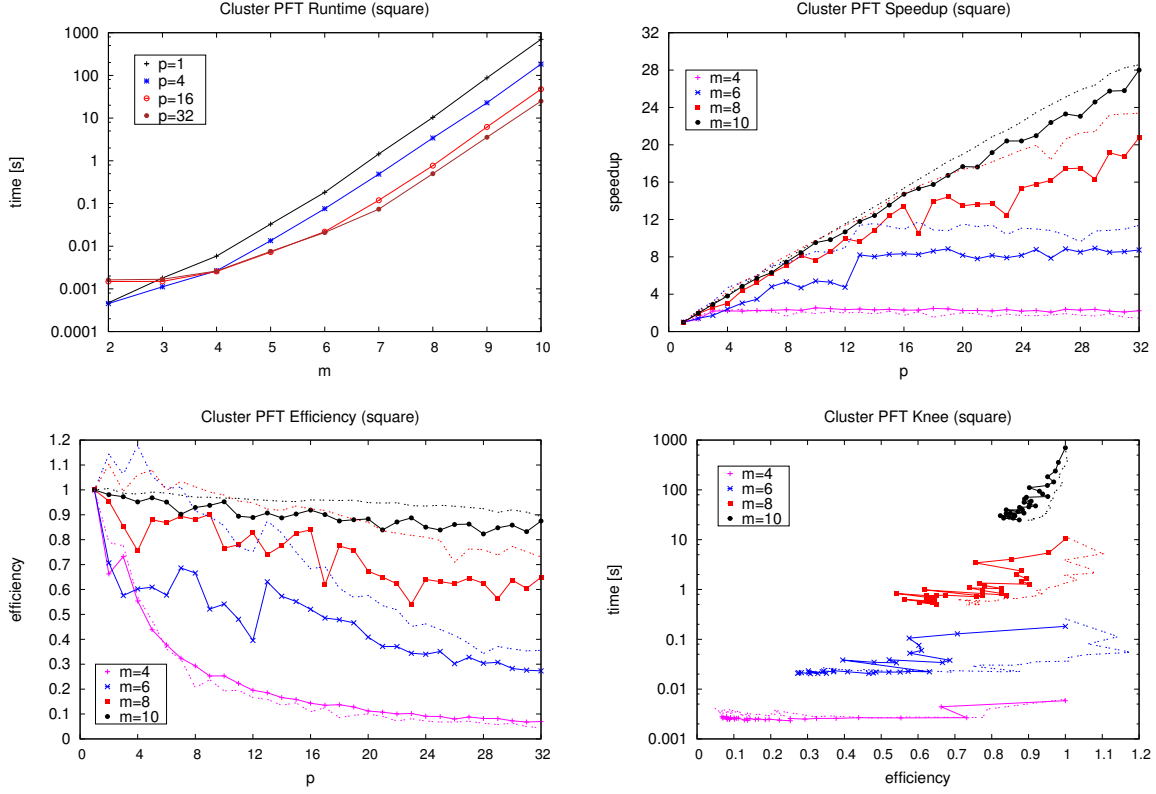 Cluster PFT Runtime (square)
1000
100
10
1
0.1
0.01
0.001
0.0001
time [s]
p=1
p=4
p=16
p=32
2 3 4 5 6 7 8 9 10
m
Cluster PFT Speedup (square)
32
28
24
20
16
12
8
4
0
speedup
m=4
m=6
m=8
m=10
0 4 8 12 16 20 24 28 32
p
Cluster PFT Efficiency (square)
1.2
1.1
1
0.9
0.8
0.7
0.6
0.5
0.4
0.3
0.2
0.1
0
efficiency
m=4
m=6
m=8
m=10
0 4 8 12 16 20 24 28 32
p
Cluster PFT Knee (square)
1000
100
10
1
0.1
0.01
0.001
time [s]
m=4
m=6
m=8
m=10
0 0.1 0.2 0.3 0.4 0.5 0.6 0.7 0.8 0.9 1 1.1 1.2
efficiency